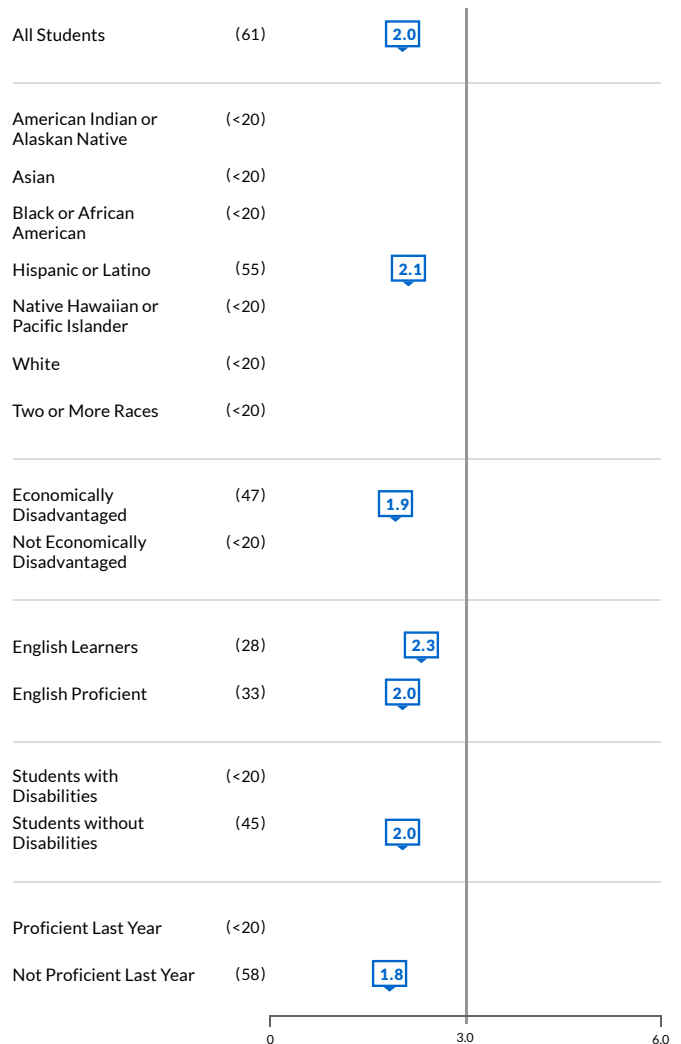 All Students (61) 2.0
American Indian or
Alaskan Native (<20)
Asian (<20)
Black or African
American (<20)
Hispanic or Latino (55) 2.1
Native Hawaiian or
Pacific Islander (<20)
White (<20)
Two or More Races (<20)
Economically
Disadvantaged (47) 1.9
Not Economically
Disadvantaged (<20)
English Learners (28) 2.3
English Proficient (33) 2.0
Students with
Disabilities (<20)
Students without
Disabilities (45) 2.0
Proficient Last Year (<20)
Not Proficient Last Year (58) 1.8
0 3.0 6.0